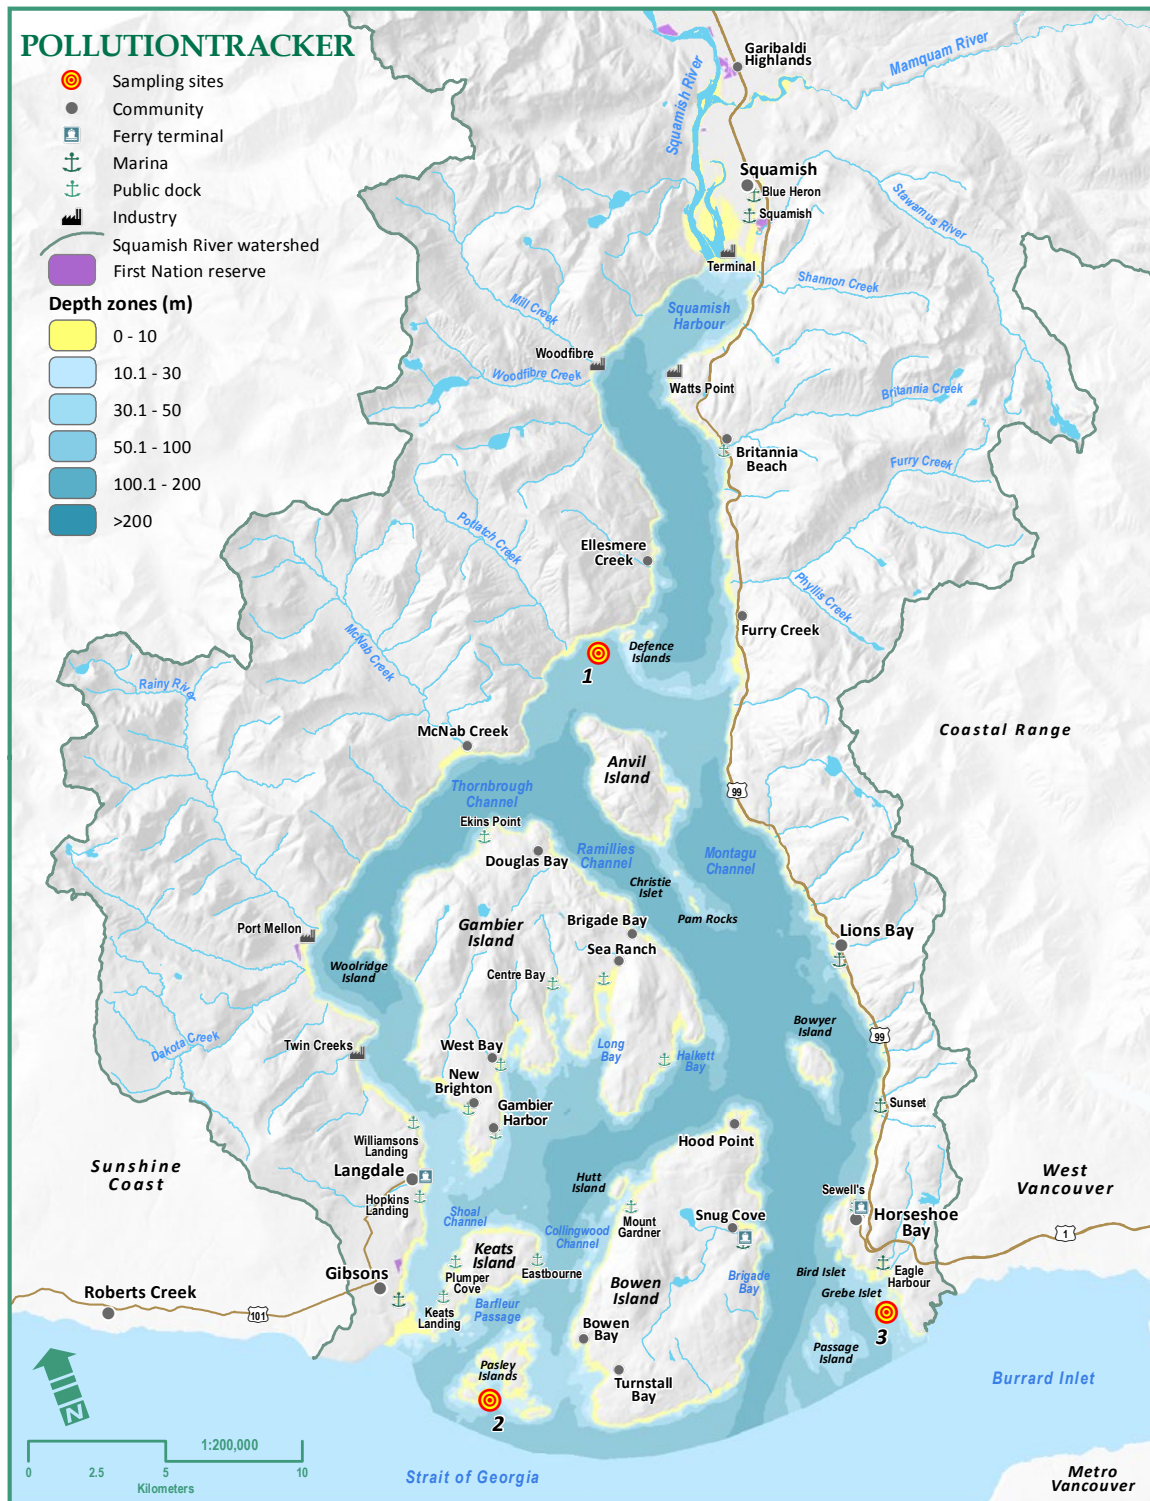 POLLUTIONTRACKER
Sampling sites
Community
Ferry terminal
Marina
Public dock
Industry
Squamish River watershed
First Nation reserve
Depth zones (m)
0 - 10
10.1 - 30
30.1 - 50
50.1 - 100
100.1 - 200
>200
Garibaldi
Highlands
Mamquam River
Squamish River
Squamish
Blue Heron
Squamish
Stawamus River
Terminal
Shannon Creek
Squamish
Harbour
Mill Creek
Woodfibre
Woodfibre Creek
Watts Point
Britannia Creek
Britannia
Beach
Furry Creek
Potlatch Creek
Ellesmere
Creek
Phyllis Creek
Furry Creek
McNab Creek
Defence
Islands
1
Rainy River
McNab Creek
Coastal Range
Anvil
Island
99
Thornbrough
Channel
Ekins Point
Douglas Bay
Ramillies
Channel
Montagu
Channel
Christie
Islet
Pam Rocks
Port Mellon
Gambier
Island
Brigade Bay
Sea Ranch
Lions Bay
Woolridge
Island
Centre Bay
Bowyer
Island
99
Dakota Creek
Twin Creeks
West Bay
Long
Bay
Halkett
Bay
New
Brighton
Gambier
Harbor
Sunset
Williamsons
Landing
Hood Point
Sunshine
Coast
Langdale
Hutt
Island
West
Vancouver
Hopkins
Landing
Sewell's
Shoal
Channel
Mount
Gardner
Snug Cove
Horseshoe
Bay
1
Collingwood
Channel
Keats
Island
Eastbourne
Plumper
Cove
Bowen
Island
Brigade
Bay
Bird Islet
Eagle
Harbour
Grebe Islet
Gibsons
Roberts Creek
101
Keats
Landing
Barfleur
Passage
Bowen
Bay
3
Passage
Island
Pasley
Islands
Turnstall
Bay
Burrard Inlet
2
N
1:200,000
0
2.5
5
10
Kilometers
Strait of Georgia
Metro
Vancouver